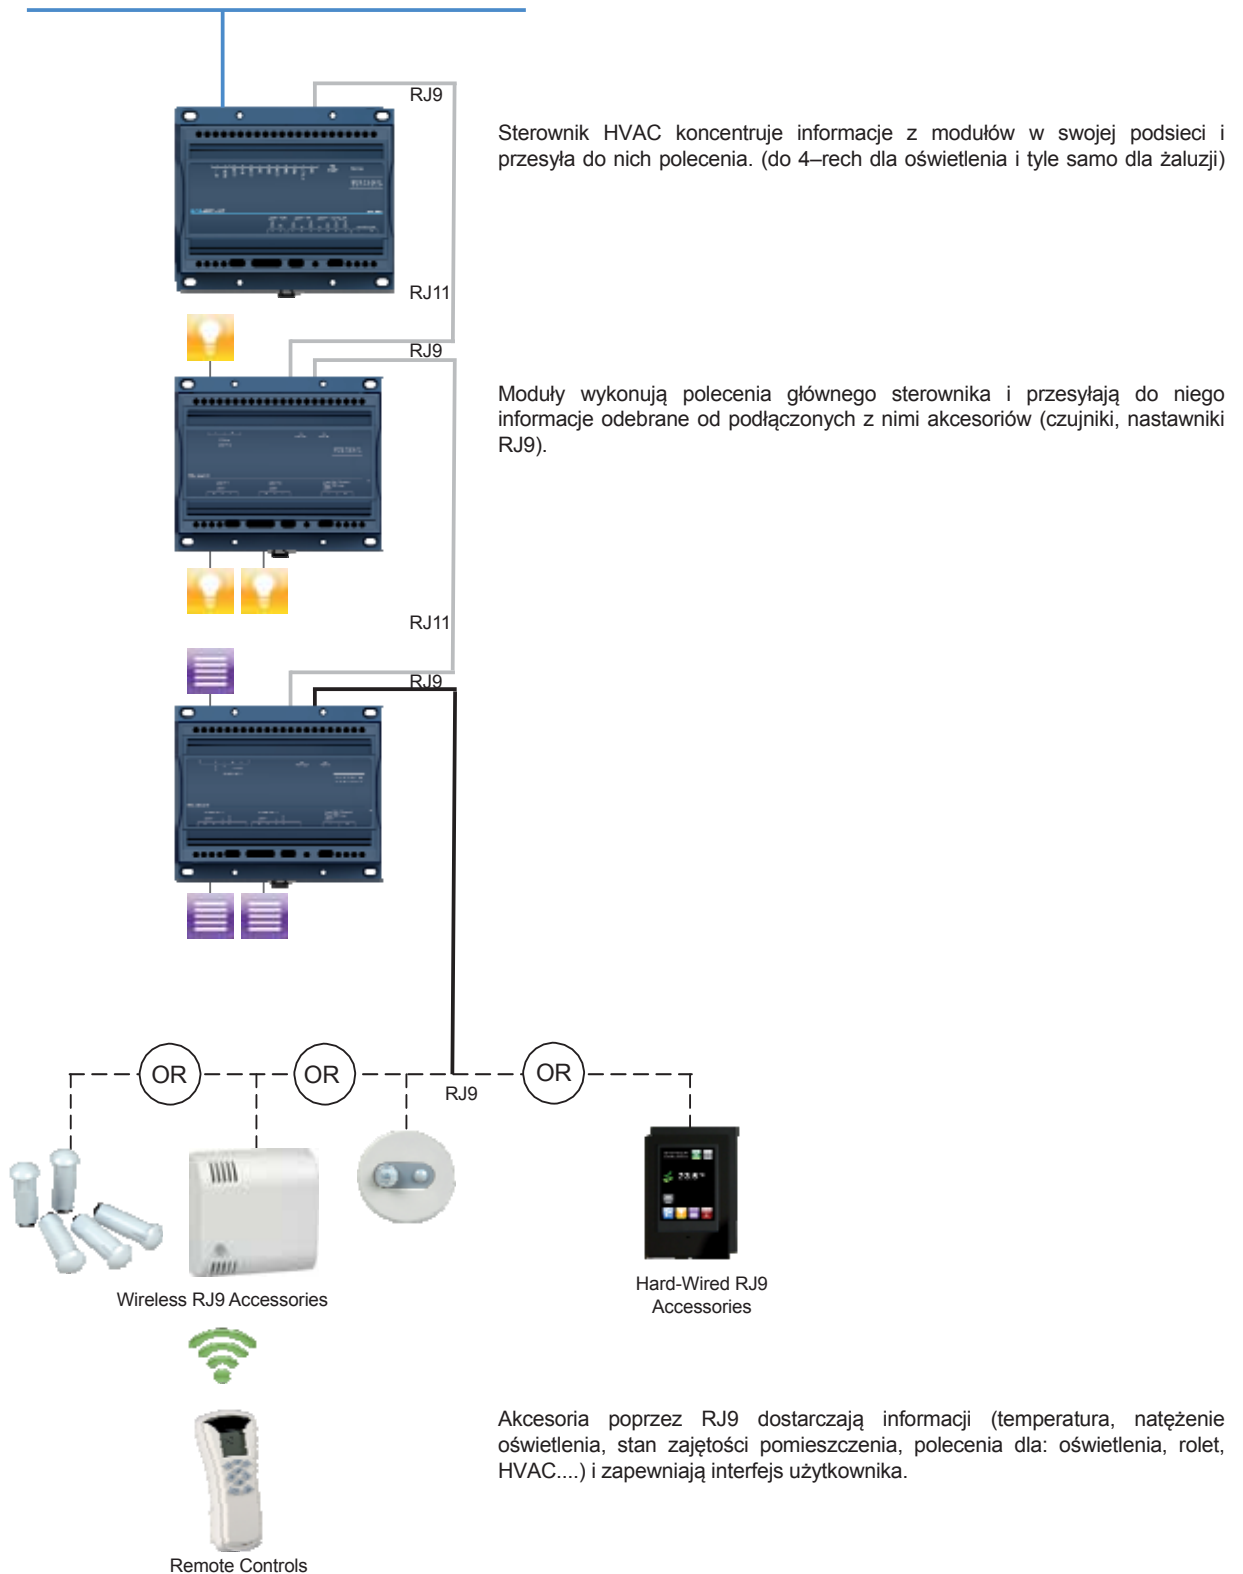 RJ9
Sterownik HVAC koncentruje informacje z modułów w swojej podsieci i
przesyła do nich polecenia. (do 4–rech dla oświetlenia i tyle samo dla żaluzji)
RJ11
RJ9
Moduły wykonują polecenia głównego sterownika i przesyłają do niego
informacje odebrane od podłączonych z nimi akcesoriów (czujniki, nastawniki
RJ9).
RJ11
RJ9
OR
OR
OR
RJ9
Wireless RJ9 Accessories
Hard-Wired RJ9
Accessories
Akcesoria poprzez RJ9 dostarczają informacji (temperatura, natężenie
oświetlenia, stan zajętości pomieszczenia, polecenia dla: oświetlenia, rolet,
HVAC....) i zapewniają interfejs użytkownika.
Remote Controls